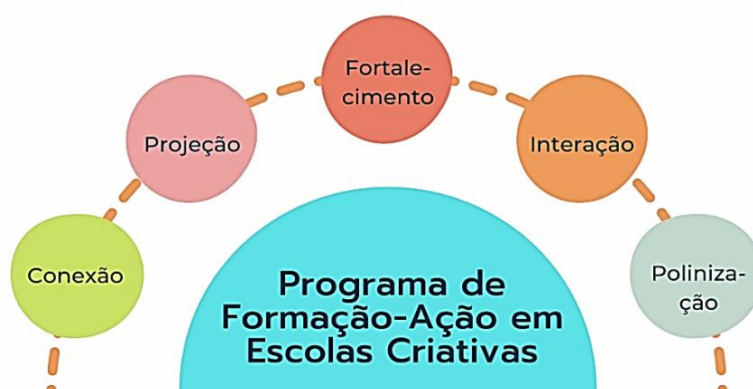 Fortale-
cimento
Projeção
Interação
Conexão
Poliniza-
ção
Programa de
Formação-Ação em
Escolas Criativas